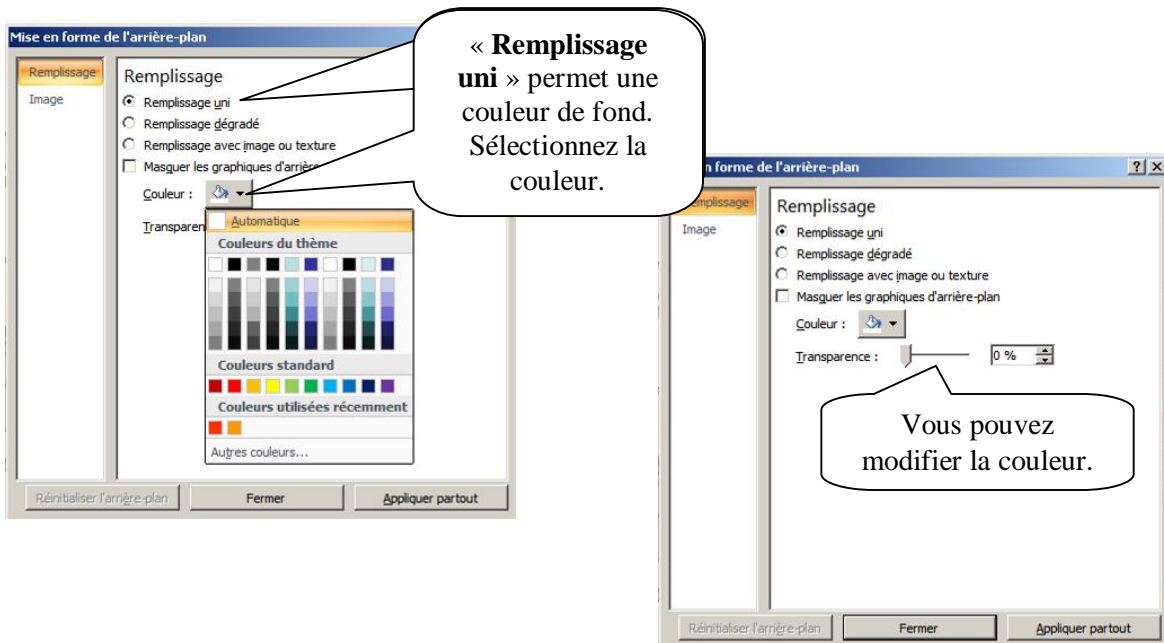 Mise en forme de l'arrière-plan
Remplissage
Image
Remplissage
Remplissage uni
Remplissage dégradé
Remplissage avec image ou texture
Masquer les graphiques d'arrière
Couleur :
Transparen
Automatique
Couleurs du thème
Couleurs standard
Couleurs utilisées récemment
Autres couleurs...
Réinitialiser l'arrière-plan
Fermer
Appliquer partout
« Remplissage
uni » permet une
couleur de fond.
Sélectionnez la
couleur.
n forme de l'arrière-plan
Remplissage
Image
Remplissage
Remplissage uni
Remplissage dégradé
Remplissage avec image ou texture
Masquer les graphiques d'arrière-plan
Couleur :
Transparence : 0 %
Vous pouvez
modifier la couleur.
Réinitialiser l'arrière-plan
Fermer
Appliquer partout